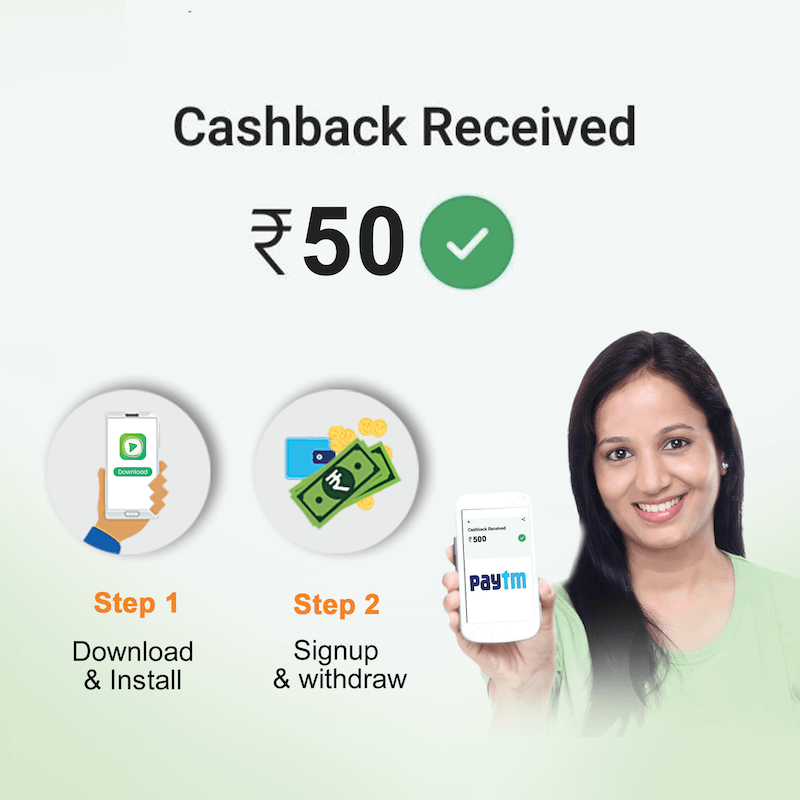 Cashback Received
₹50
Download
Step 1
Download
& Install
Step 2
Signup
& withdraw
Cashback Received
₹500
paytm